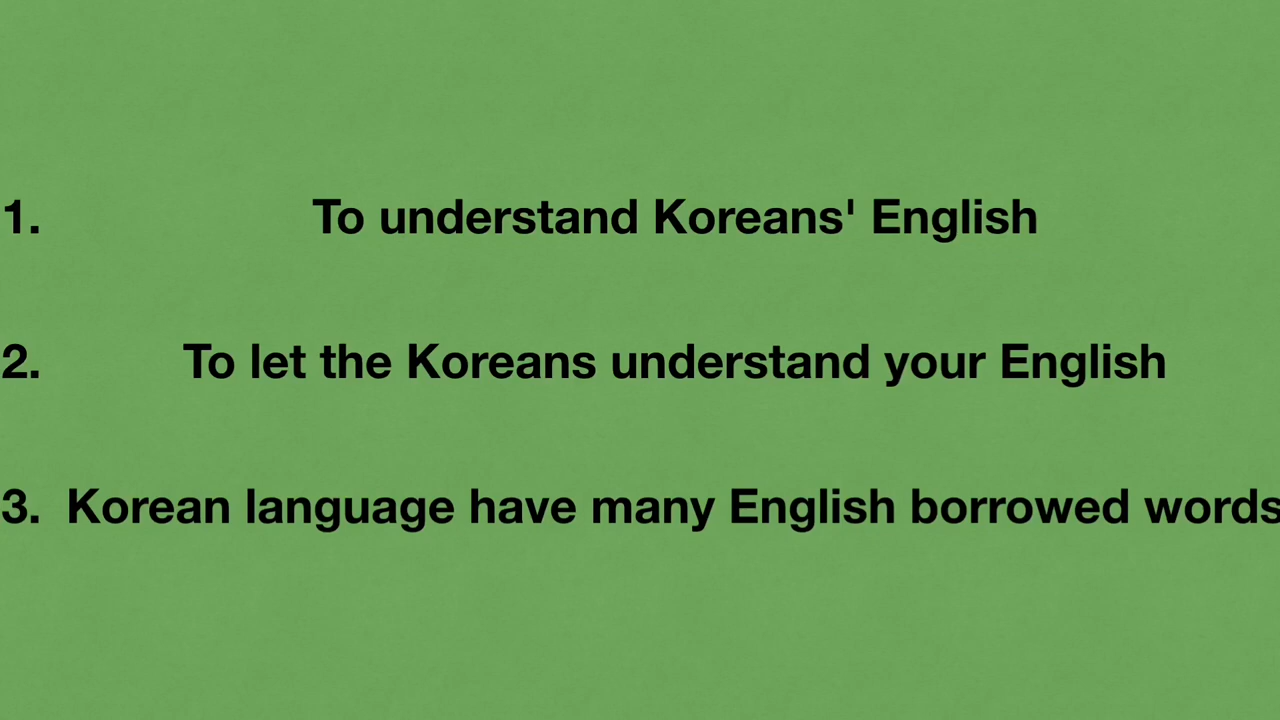 1. To understand Koreans' English
2. To let the Koreans understand your English
3. Korean language have many English borrowed words